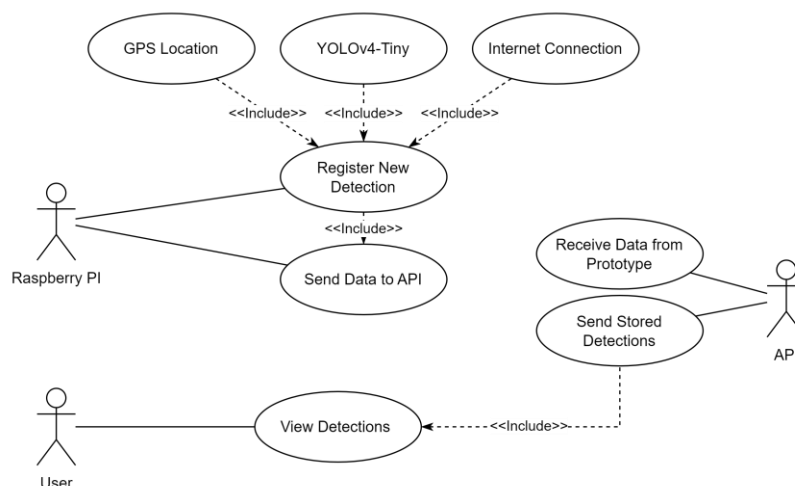 GPS Location
YOLOv4-Tiny
Internet Connection
<<Include>>
<<Include>>
<<Include>>
Register New
Detection
<<Include>>
Raspberry PI
Send Data to API
Receive Data from
Prototype
Send Stored
Detections
AP
View Detections
<<Include>>
User